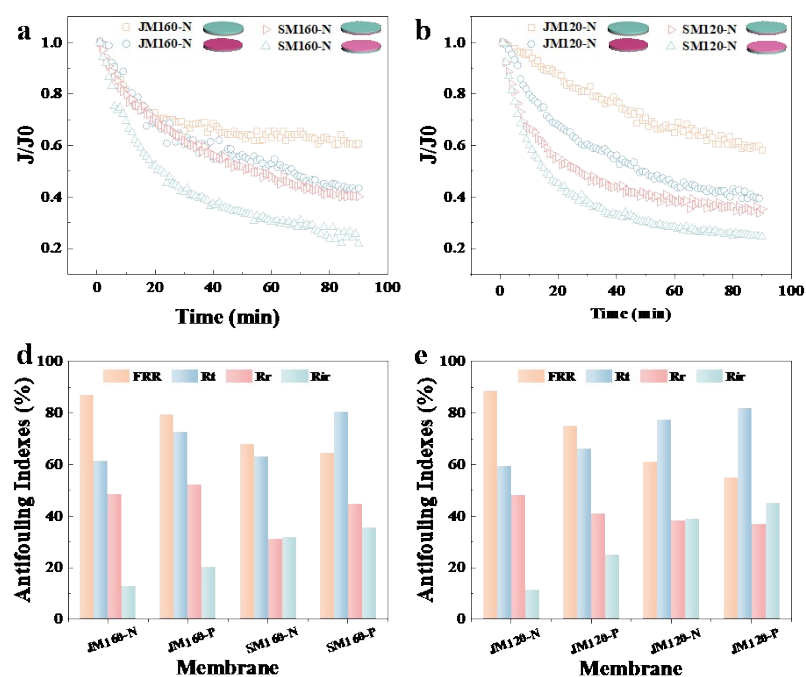 a
JM160-N
SM160-N
JM160-N
SM160-N
1.0
0.8
0.6
0.4
0.2
J/J0
0
20
40
60
80
100
Time (min)
b
JM120-N
SM120-N
JM120-N
SM120-N
1.0
0.8
0.6
0.4
0.2
J/J0
0
20
40
60
80
100
Time (min)
d
FRR
Rt
Rr
Rir
100
80
60
40
20
0
Antifouling Indexes (%)
JM160-N
JM160-P
SM160-N
SM160-P
Membrane
e
FRR
Rt
Rr
Rir
100
80
60
40
20
0
Antifouling Indexes (%)
JM120-N
JM120-P
JM120-N
JM120-P
Membrane